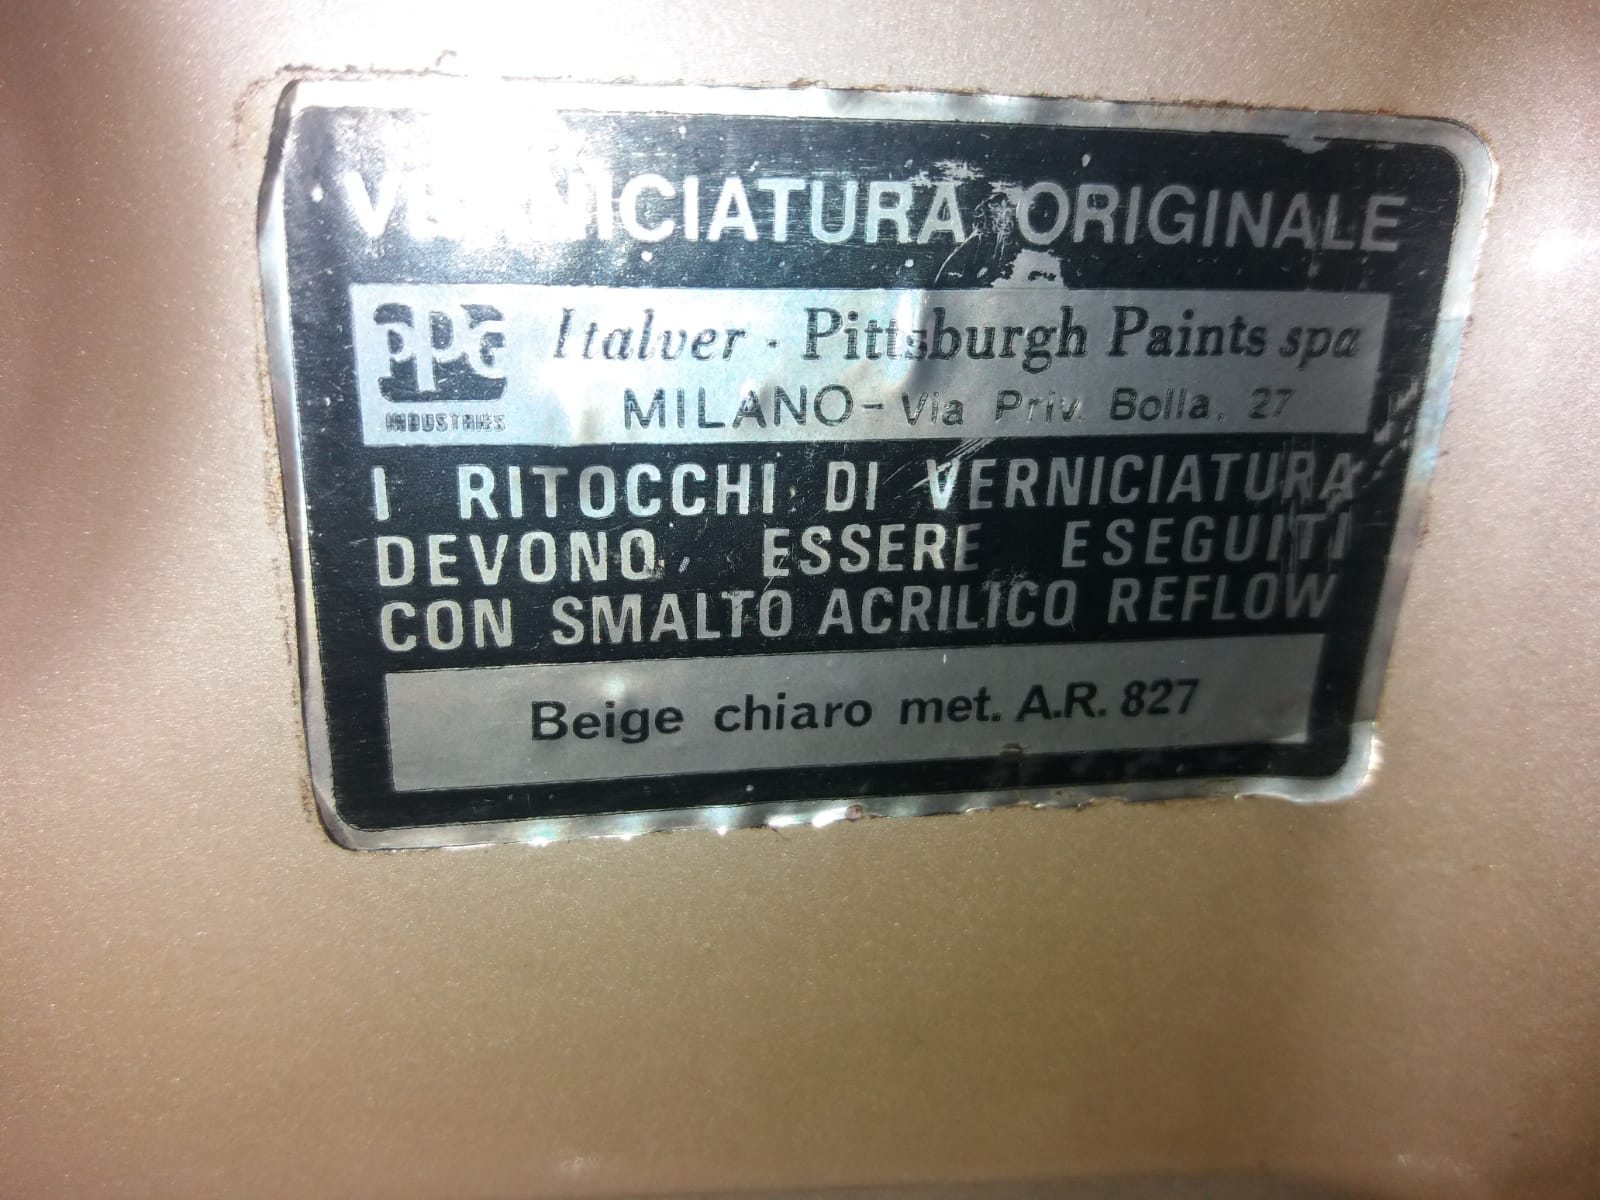 VERNICIATURA ORIGINALE
PPG
INDUSTRIES
Italver - Pittsburgh Paints spa
MILANO - Via Priv. Bolla, 27
I RITOCCHI DI VERNICIATURA
DEVONO ESSERE ESEGUITI
CON SMALTO ACRILICO REFLOW
Beige chiaro met. A.R. 827